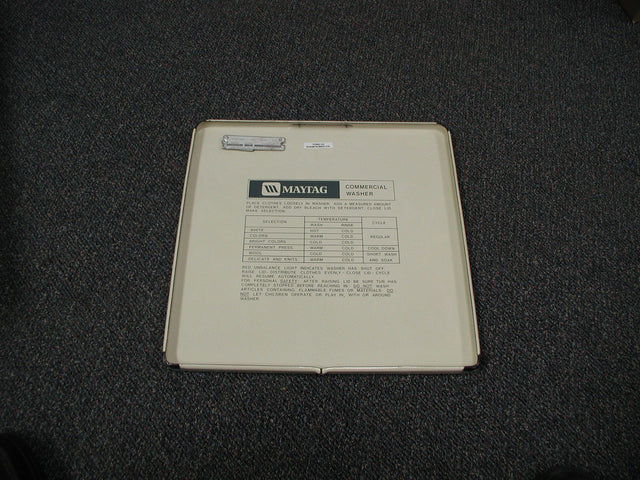 MAYTAG
COMMERCIAL
WASHER
PLACE CLOTHES LOOSELY IN WASHER. ADD A MEASURED AMOUNT
OF DETERGENT. ADD DRY BLEACH WITH DETERGENT. CLOSE LID.
MAKE SELECTION.
SELECTION TEMPERATURE CYCLE
WASH RINSE
WHITE HOT COLD
COLORS WARM COLD REGULAR
BRIGHT COLORS COLD COLD
PERMANENT PRESS WARM COLD COOL DOWN
WOOL COLD COLD SHORT WASH
DELICATE AND KNITS WARM COLD AND SOAK
RED UNBALANCE LIGHT INDICATES WASHER HAS SHUT OFF.
RAISE LID. DISTRIBUTE CLOTHES EVENLY. CLOSE LID. CYCLE
WILL RESUME AUTOMATICALLY.
FOR PERSONAL SAFETY: AFTER RAISING LID BE SURE TUB HAS
COMPLETELY STOPPED BEFORE REACHING IN. DO NOT WASH
ARTICLES CONTAINING FLAMMABLE FUMES OR MATERIALS. DO
NOT LET CHILDREN OPERATE OR PLAY IN, WITH OR AROUND
WASHER.